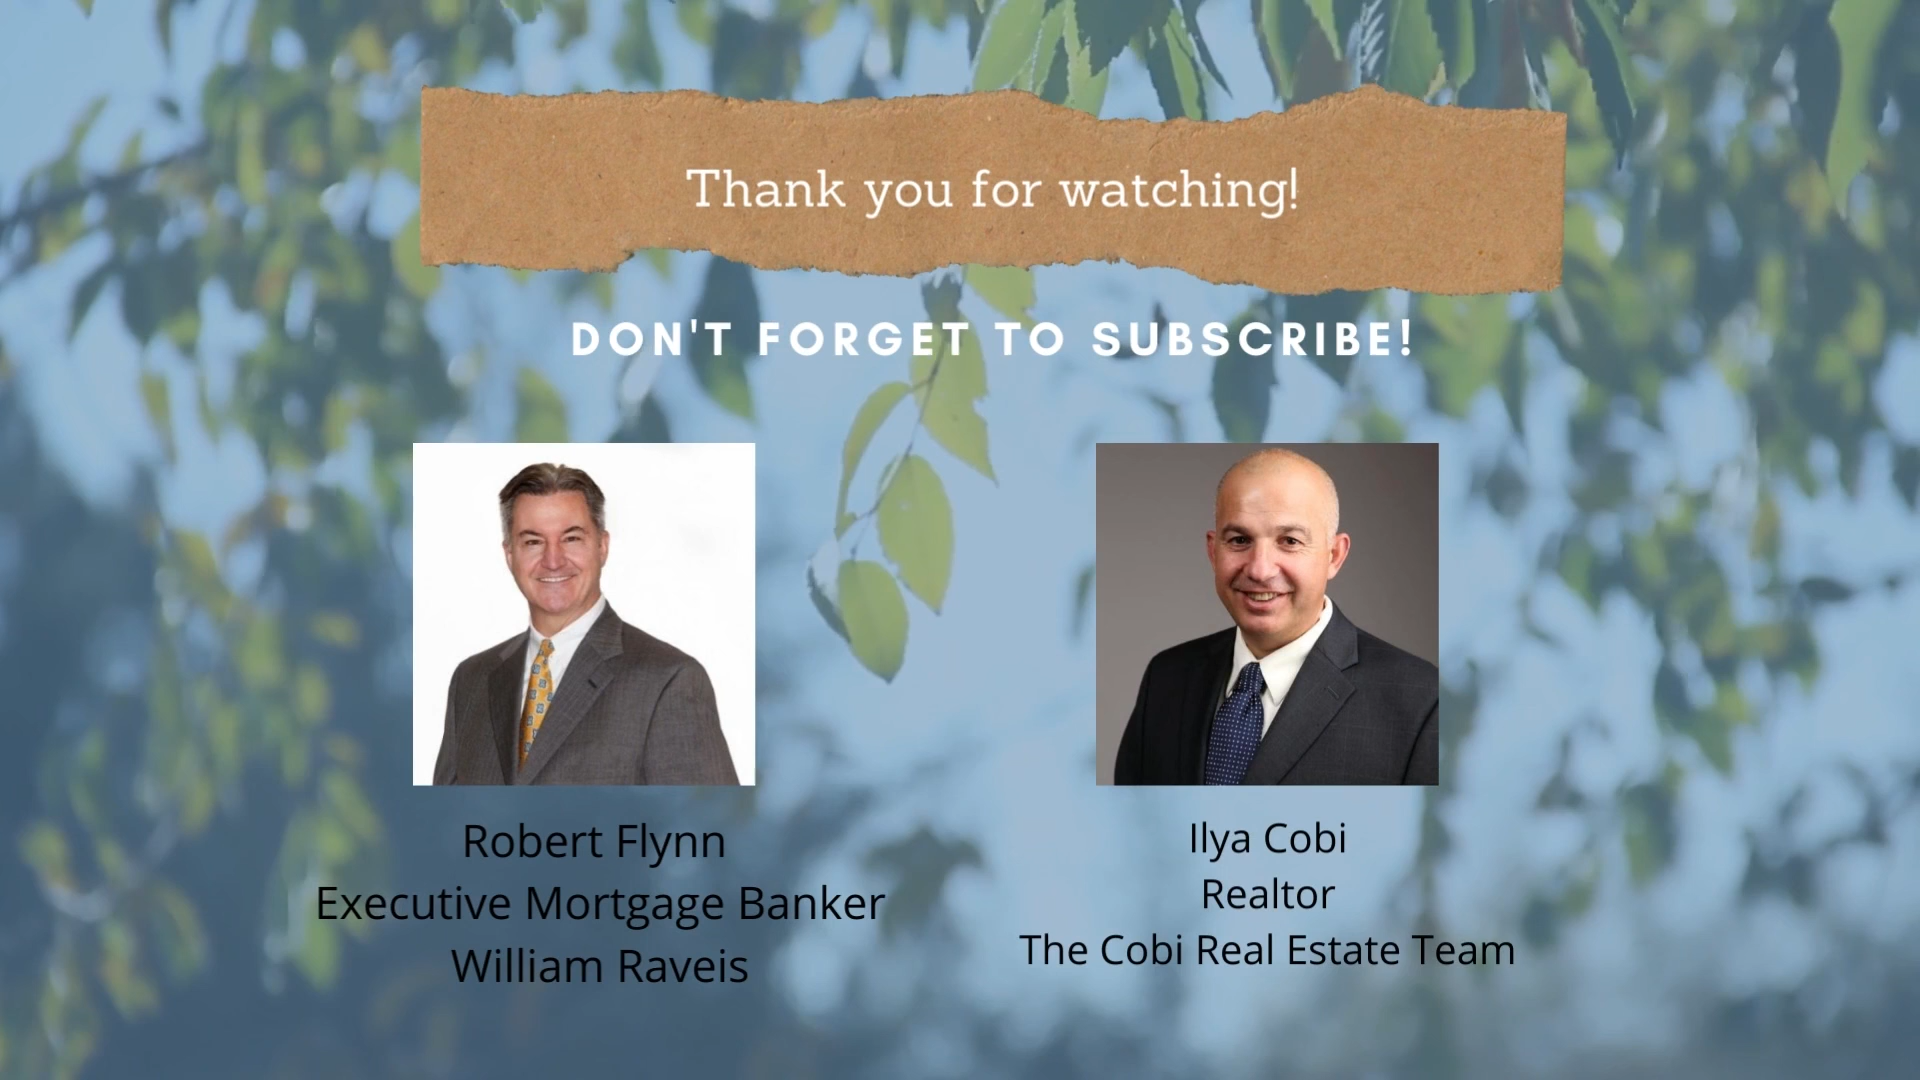 Thank you for watching!
DON'T FORGET TO SUBSCRIBE!
Robert Flynn
Executive Mortgage Banker
William Raveis
Ilya Cobi
Realtor
The Cobi Real Estate Team